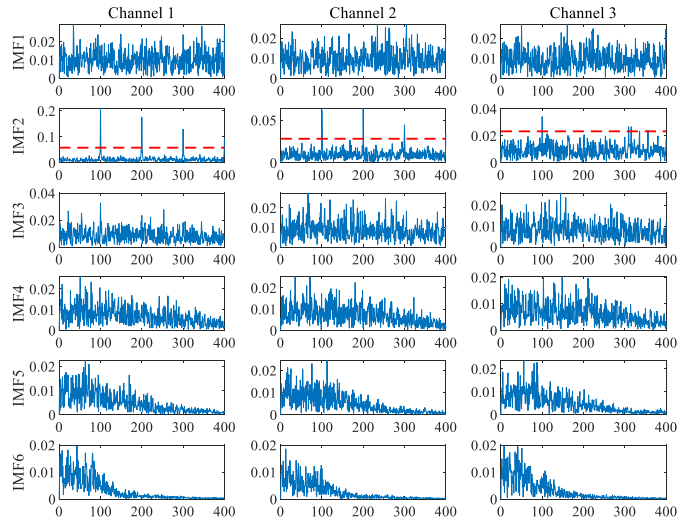 Channel 1 Channel 2 Channel 3
IMF1 0.02 0.01 0 0 100 200 300 400 0.02 0.01 0 0 100 200 300 400 0.02 0.01 0 0 100 200 300 400
IMF2 0.2 0.1 0 0 100 200 300 400 0.05 0 0 100 200 300 400 0.04 0.02 0 0 100 200 300 400
IMF3 0.04 0.02 0 0 100 200 300 400 0.02 0.01 0 0 100 200 300 400 0.02 0.01 0 0 100 200 300 400
IMF4 0.02 0.01 0 0 100 200 300 400 0.02 0.01 0 0 100 200 300 400 0.02 0.01 0 0 100 200 300 400
IMF5 0.02 0.01 0 0 100 200 300 400 0.02 0.01 0 0 100 200 300 400 0.02 0.01 0 0 100 200 300 400
IMF6 0.02 0.01 0 0 100 200 300 400 0.02 0.01 0 0 100 200 300 400 0.02 0.01 0 0 100 200 300 400